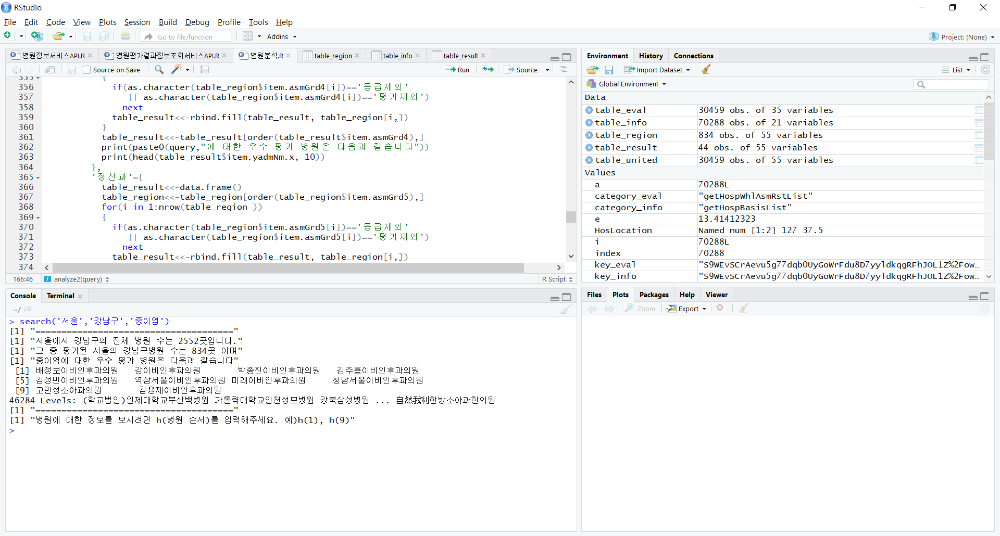 RStudio
File Edit Code View Plots Session Build Debug Profile Tools Help
Go to file/function Addins Project: (None)
병원정보서비스API.R 병원평가결과정보조회서비스API.R 병원분석.R table_region table_info table_result
Source on Save Run Source
355 {
356 if(as.character(table_region$item.asmGrd4[i])=='등급제외'
357 || as.character(table_region$item.asmGrd4[i])=='평가제외')
358 next
359 table_result<<-rbind.fill(table_result, table_region[i,])
360 }
361 table_result<<-table_result[order(table_result$item.asmGrd4),]
362 print(paste0(query,"에 대한 우수 평가 병원은 다음과 같습니다"))
363 print(head(table_result$item.yadmNm.x, 10))
364 },
365 '정신과'={
366 table_result<<-data.frame()
367 table_region<<-table_region[order(table_region$item.asmGrd5),]
368 for(i in 1:nrow(table_region ))
369 {
370 if(as.character(table_region$item.asmGrd5[i])=='등급제외'
371 || as.character(table_region$item.asmGrd5[i])=='평가제외')
372 next
373 table_result<<-rbind.fill(table_result, table_region[i,])
374
166:46 analyze2(query) R Script
Console Terminal
~/
> search('서울','강남구','중이염')
[1] "======================================"
[1] "서울에서 강남구의 전체 병원 수는 2552곳입니다."
[1] "그 중 평가된 서울의 강남구병원 수는 834곳 이며"
[1] "중이염에 대한 우수 평가 병원은 다음과 같습니다"
[1] 배정보이비인후과의원 강이비인후과의원 박종진이비인후과의원 김주룡이비인후과의원
[5] 김성민이비인후과의원 역삼서울이비인후과의원 미래이비인후과의원 청담서울이비인후과의원
[9] 고만성소아과의원 김용재이비인후과의원
46284 Levels: (학교법인)인제대학교부산백병원 가톨릭대학교인천성모병원 강북삼성병원 ... 自然我利한방소아과한의원
[1] "======================================"
[1] "병원에 대한 정보를 보시려면 h(병원 순서)를 입력해주세요. 예)h(1), h(9)"
>
Environment History Connections
Import Dataset List
Global Environment
Data
table_eval 30459 obs. of 35 variables
table_info 70288 obs. of 21 variables
table_region 834 obs. of 55 variables
table_result 44 obs. of 55 variables
table_united 30459 obs. of 55 variables
Values
a 70288L
category_eval "getHospWhlAsmRstList"
category_info "getHospBasisList"
e 13.41412323
HosLocation Named num [1:2] 127 37.5
i 70288L
index 70288
key_eval "S9WEvSCrAevu5g77dqb0UyGoWrFdu8D7yyldkqgRFhJOL1Z%2Fow…
key_info "S9WEvSCrAevu5g77dqb0UyGoWrFdu8D7yyldkqgRFhJOL1Z%2Fow…
Files Plots Packages Help Viewer
Zoom Export